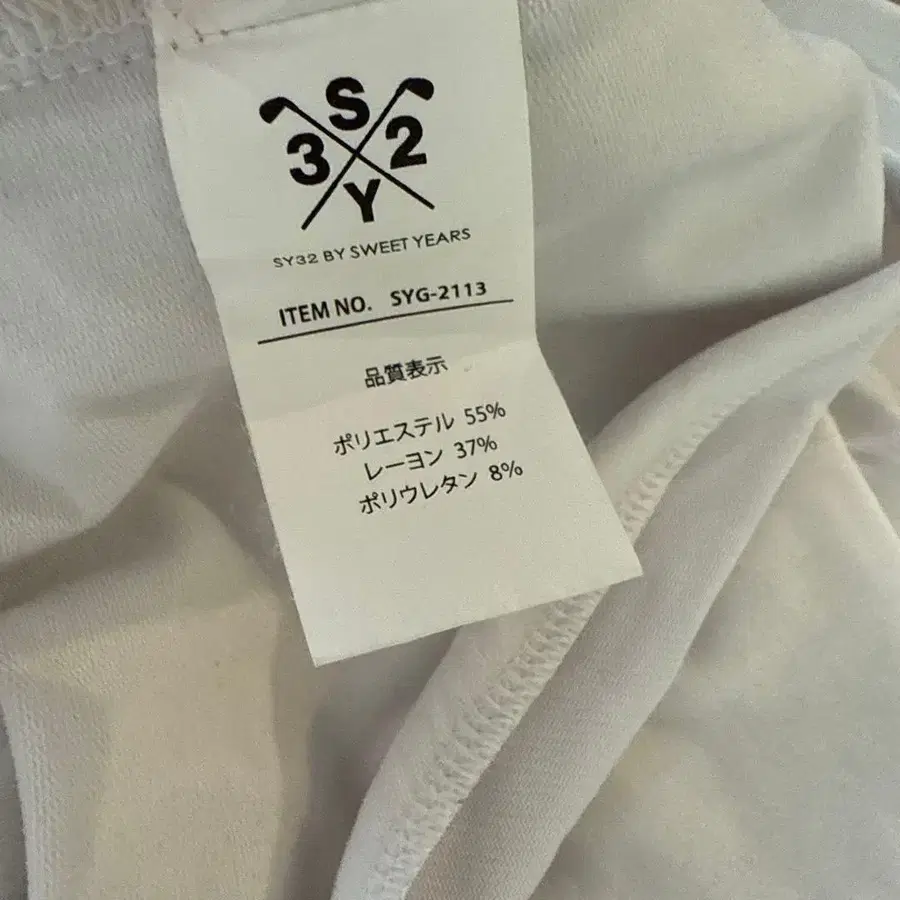 S
3 2
Y
SY32 BY SWEET YEARS
ITEM NO. SYG-2113
品質表示
ポリエステル 55%
レーヨン 37%
ポリウレタン 8%